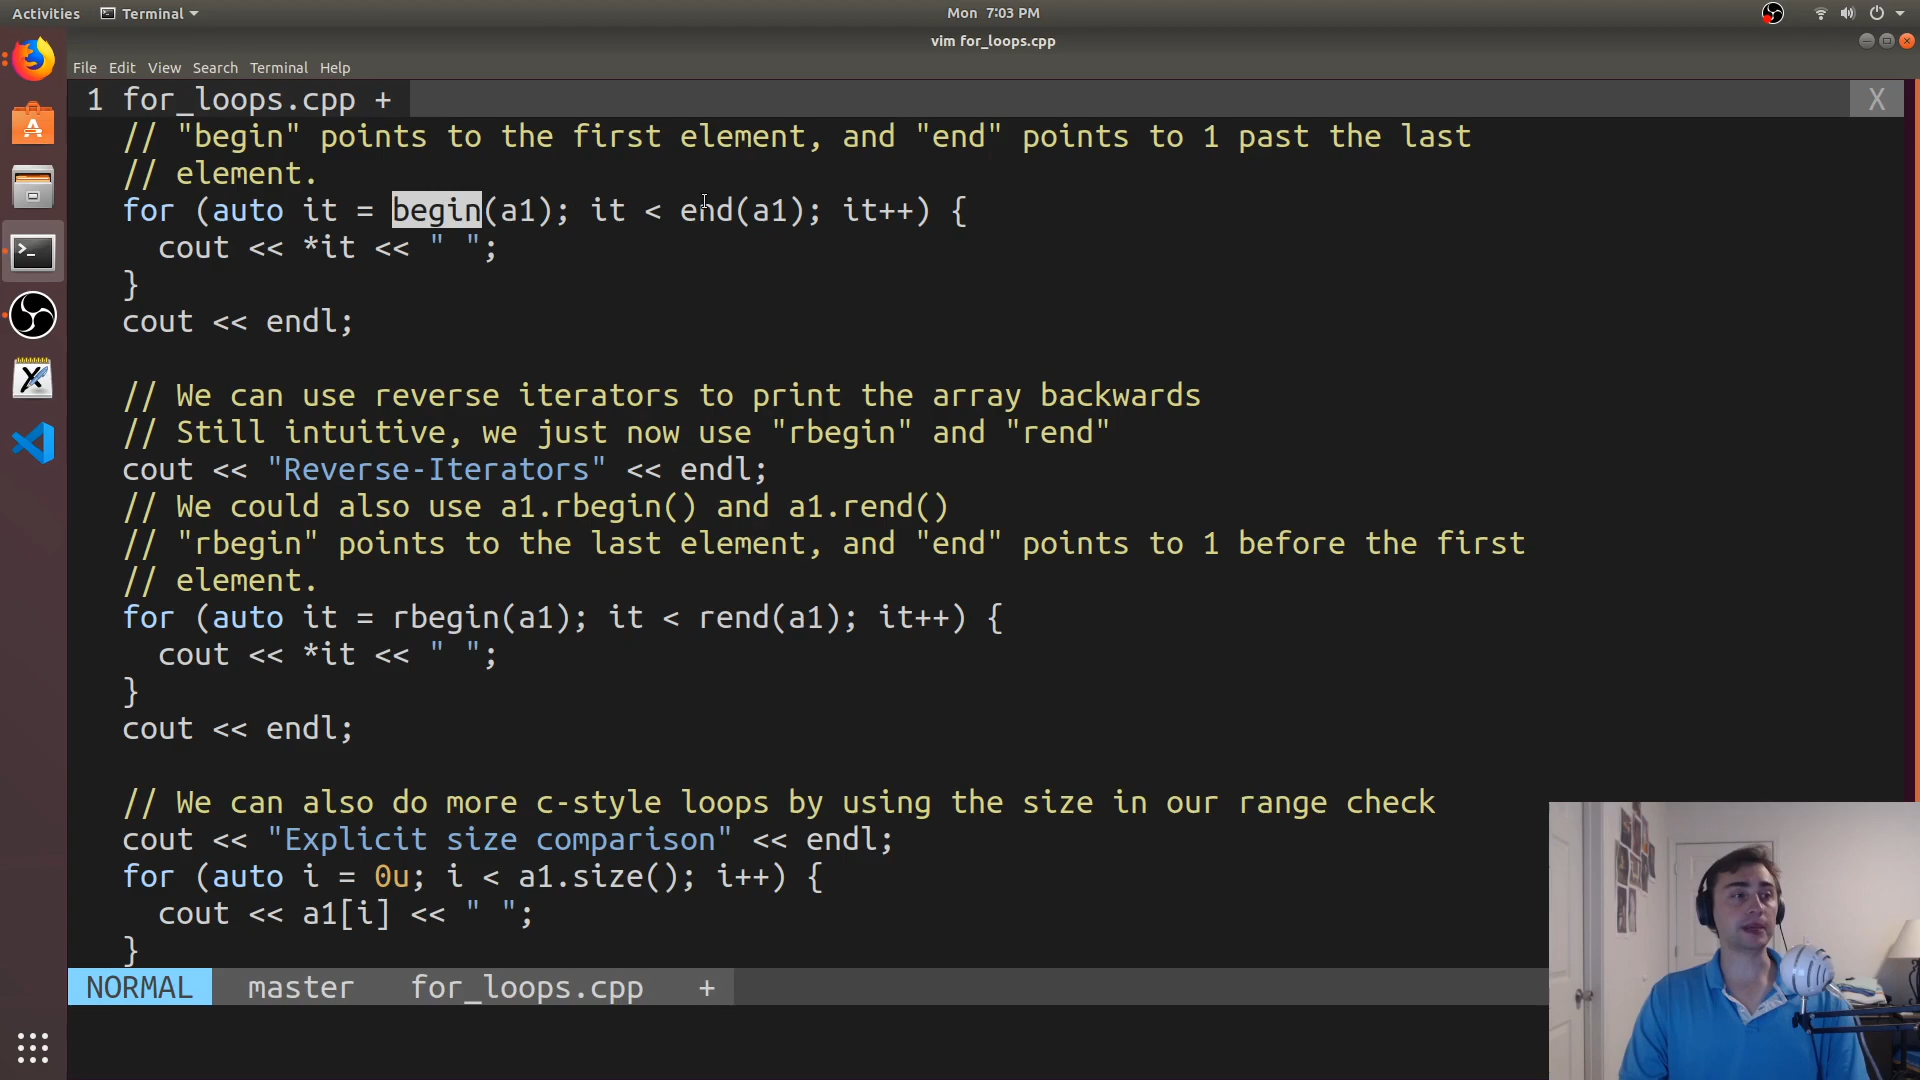 Activities Terminal Mon 7:03 PM
vim for_loops.cpp
File Edit View Search Terminal Help
1 for_loops.cpp + X
// "begin" points to the first element, and "end" points to 1 past the last
// element.
for (auto it = begin(a1); it < end(a1); it++) {
cout << *it << " ";
}
cout << endl;
// We can use reverse iterators to print the array backwards
// Still intuitive, we just now use "rbegin" and "rend"
cout << "Reverse-Iterators" << endl;
// We could also use a1.rbegin() and a1.rend()
// "rbegin" points to the last element, and "end" points to 1 before the first
// element.
for (auto it = rbegin(a1); it < rend(a1); it++) {
cout << *it << " ";
}
cout << endl;
// We can also do more c-style loops by using the size in our range check
cout << "Explicit size comparison" << endl;
for (auto i = 0u; i < a1.size(); i++) {
cout << a1[i] << " ";
}
NORMAL master for_loops.cpp +